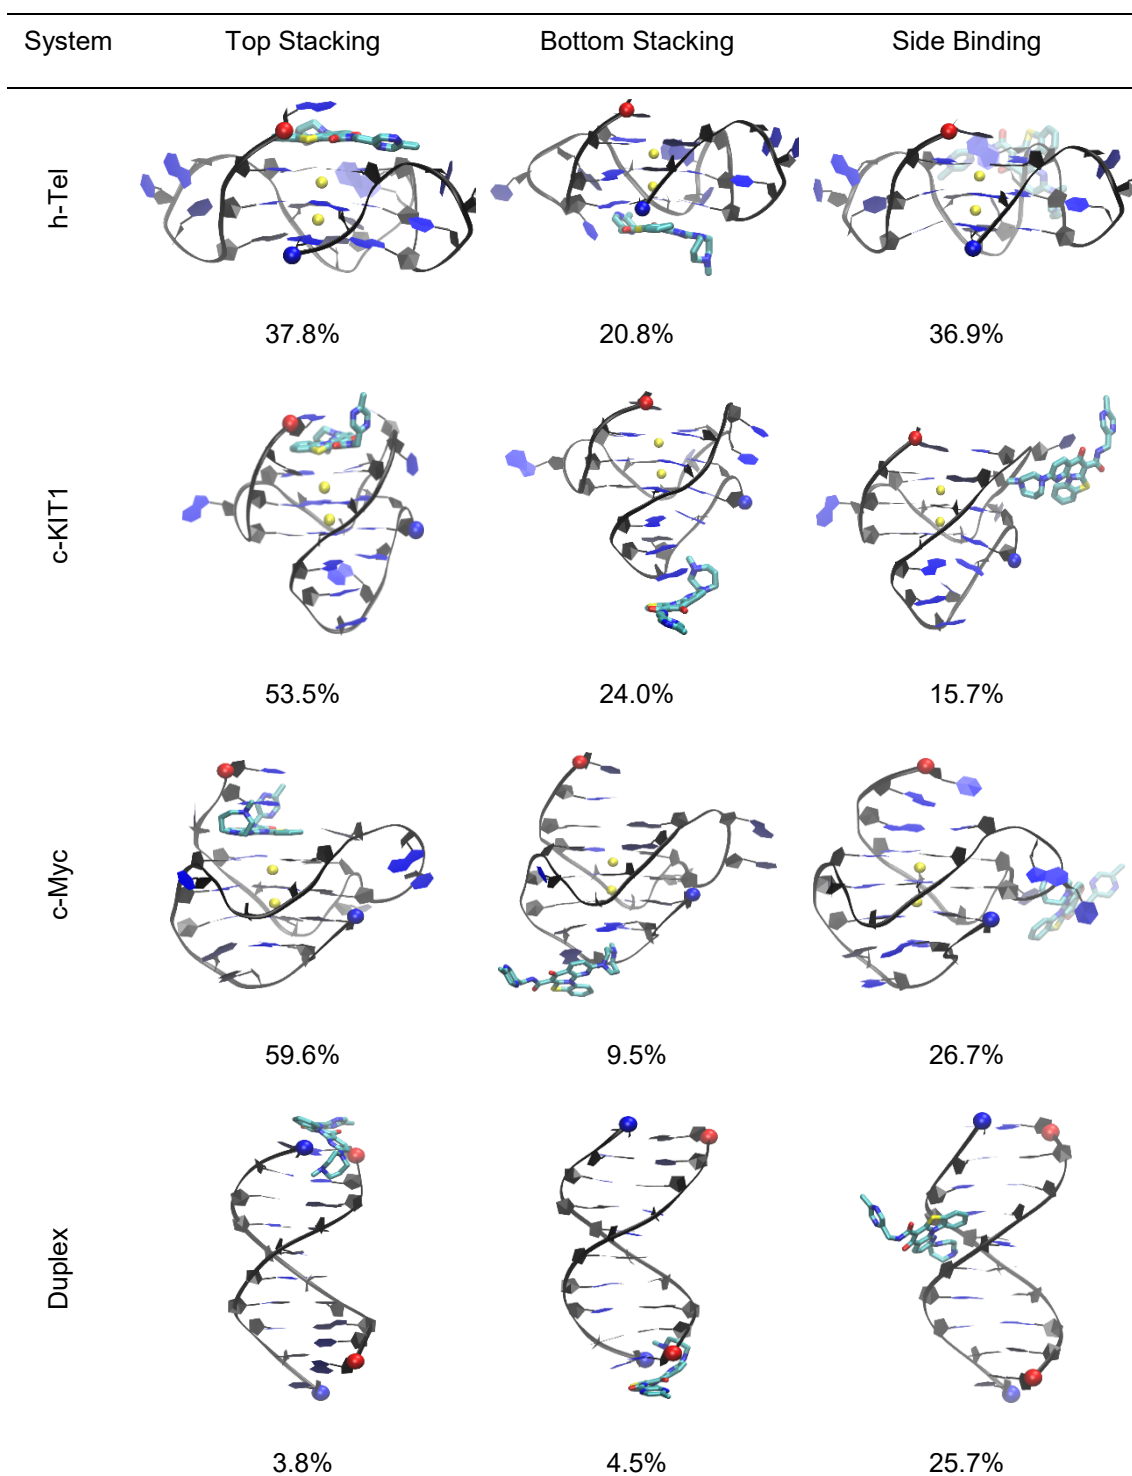 System Top Stacking Bottom Stacking Side Binding
h-Tel
37.8% 20.8% 36.9%
c-KIT1
53.5% 24.0% 15.7%
c-Myc
59.6% 9.5% 26.7%
Duplex
3.8% 4.5% 25.7%